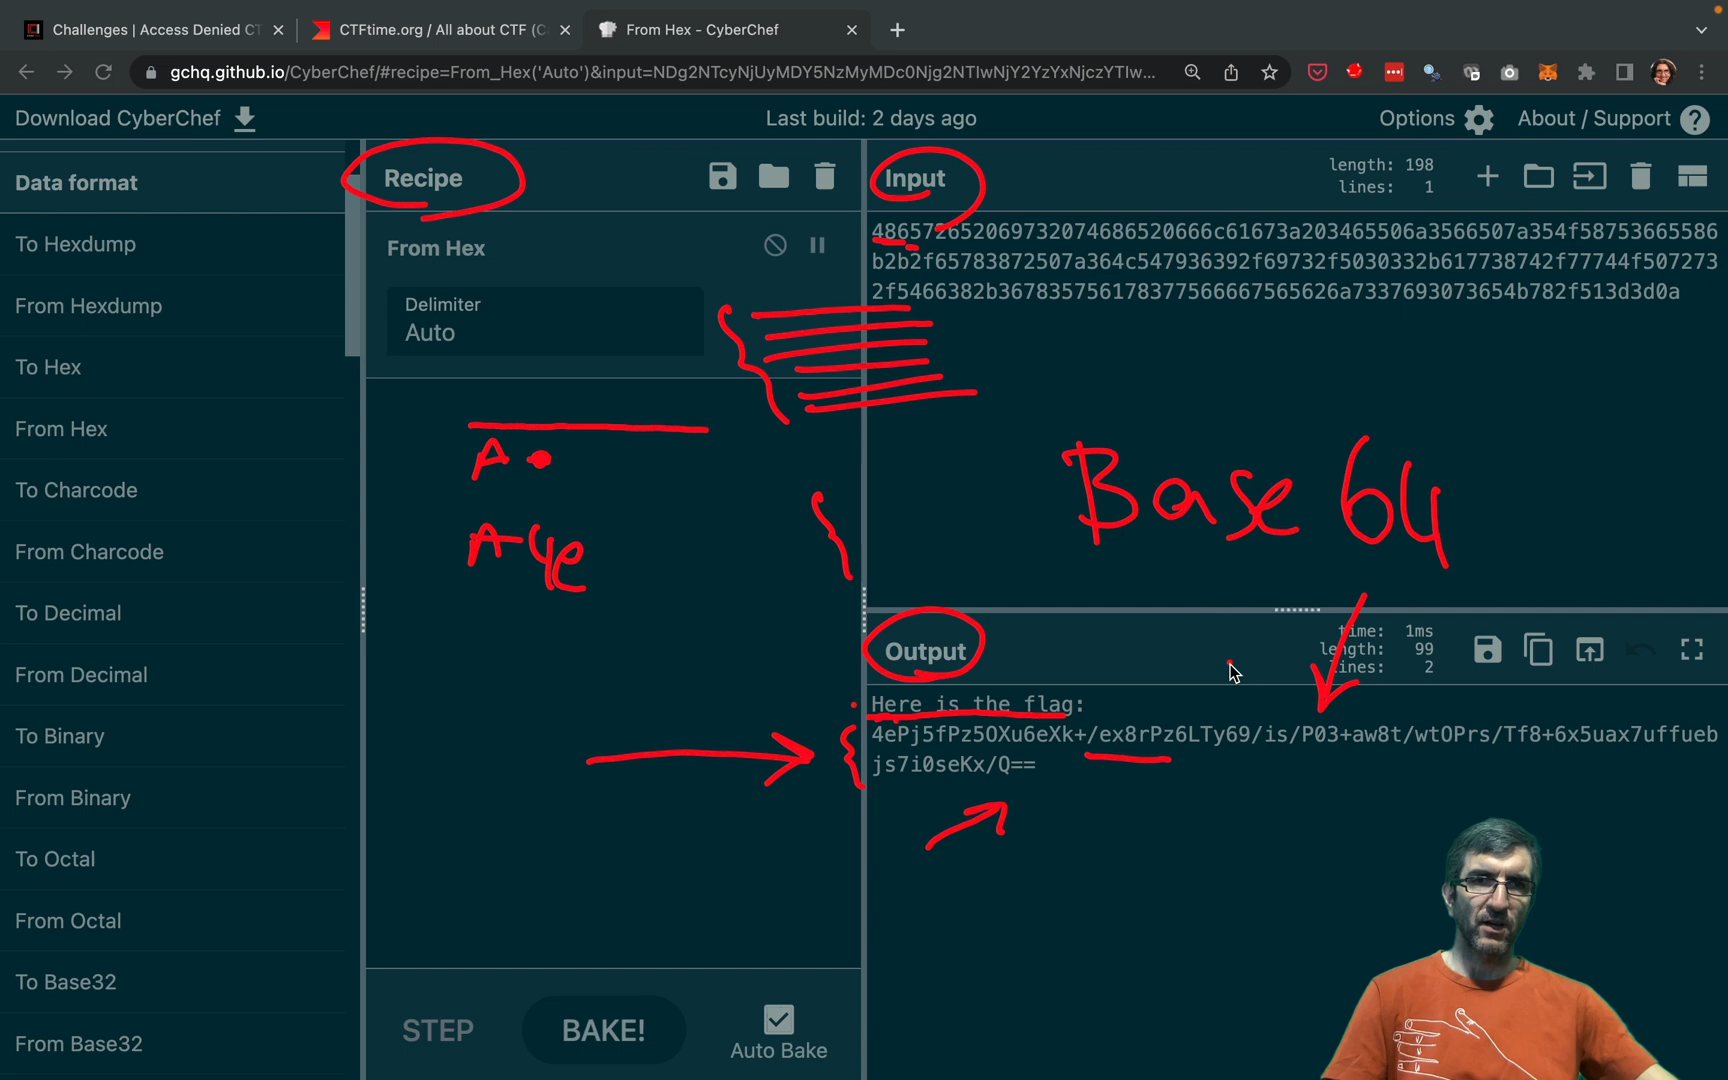 Challenges | Access Denied CT
CTFtime.org / All about CTF (Ca
From Hex - CyberChef
gchq.github.io/CyberChef/#recipe=From_Hex('Auto')&input=NDg2NTcyNjUyMDY5NzMyMDc0Njg2NTIwNjY2YzYxNjczYTIw...
Download CyberChef
Last build: 2 days ago
Options
About / Support
Data format
To Hexdump
From Hexdump
To Hex
From Hex
To Charcode
From Charcode
To Decimal
From Decimal
To Binary
From Binary
To Octal
From Octal
To Base32
From Base32
Recipe
From Hex
Delimiter
Auto
A
A 4e
STEP
BAKE!
Auto Bake
Input
length: 198
lines: 1
486572652069732074686520666c61673a203465506a3566507a354f58753665586
b2b2f65783872507a364c547936392f69732f5030332b617738742f77744f507273
2f5466382b367835756178377566667565626a7337693073654b782f513d3d0a
Base 64
Output
time: 1ms
length: 99
lines: 2
Here is the flag:
4ePj5fPz5OXu6eXk+/ex8rPz6LTy69/is/P03+aw8t/wtOPrs/Tf8+6x5uax7uffueb
js7i0seKx/Q==